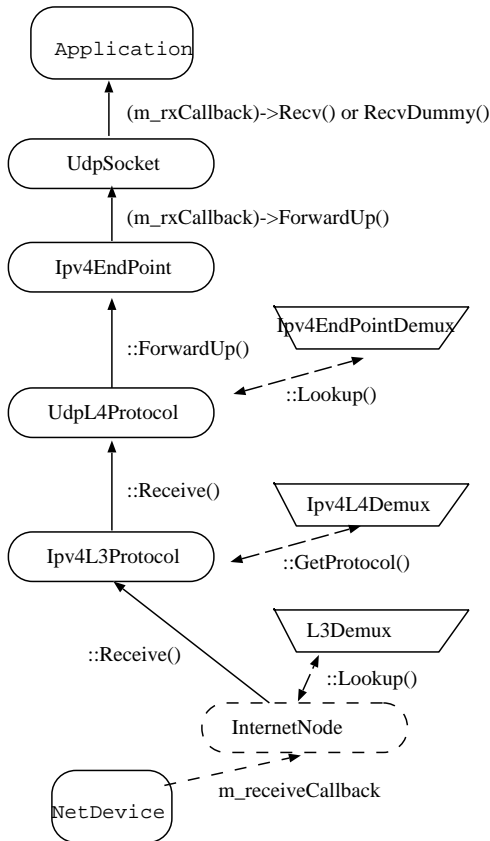 Application
(m_rxCallback)->Recv() or RecvDummy()
UdpSocket
(m_rxCallback)->ForwardUp()
Ipv4EndPoint
Ipv4EndPointDemux
::ForwardUp()
::Lookup()
UdpL4Protocol
::Receive()
Ipv4L4Demux
Ipv4L3Protocol
::GetProtocol()
L3Demux
::Receive()
::Lookup()
InternetNode
m_receiveCallback
NetDevice